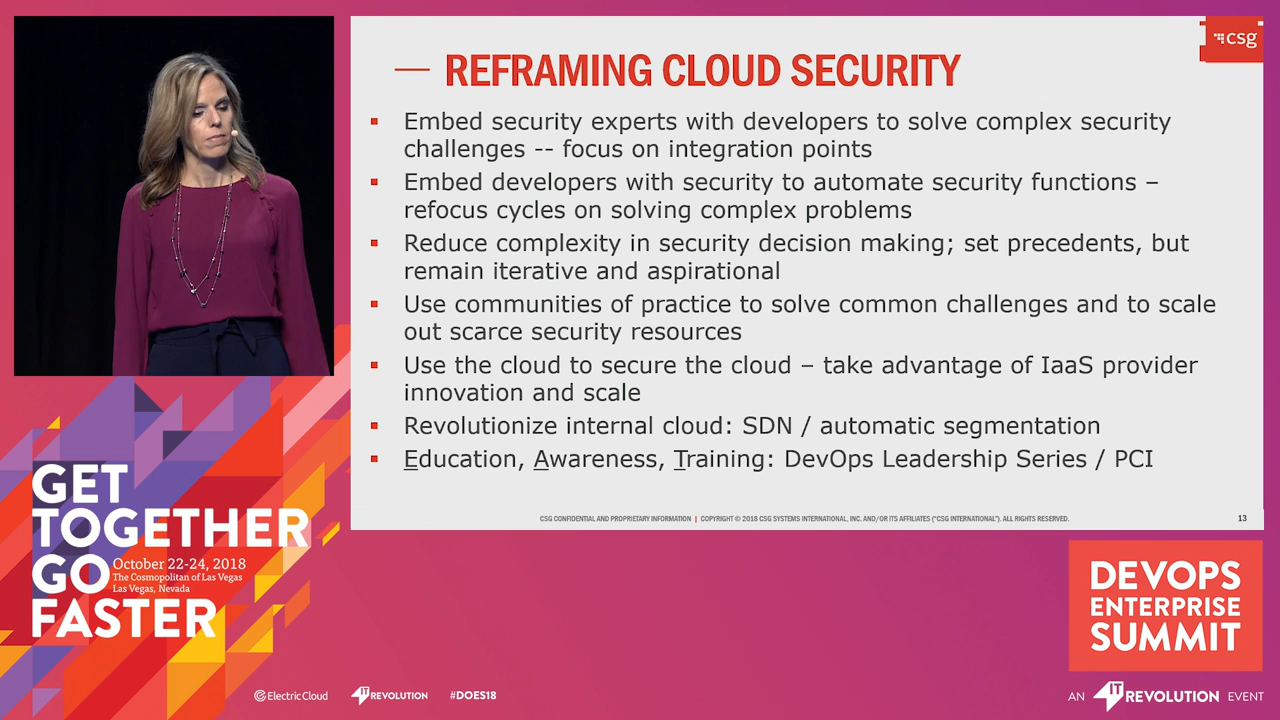 csg
— REFRAMING CLOUD SECURITY
▪ Embed security experts with developers to solve complex security
challenges -- focus on integration points
▪ Embed developers with security to automate security functions –
refocus cycles on solving complex problems
▪ Reduce complexity in security decision making; set precedents, but
remain iterative and aspirational
▪ Use communities of practice to solve common challenges and to scale
out scarce security resources
▪ Use the cloud to secure the cloud – take advantage of IaaS provider
innovation and scale
▪ Revolutionize internal cloud: SDN / automatic segmentation
▪ Education, Awareness, Training: DevOps Leadership Series / PCI
CSG CONFIDENTIAL AND PROPRIETARY INFORMATION | COPYRIGHT © 2018 CSG SYSTEMS INTERNATIONAL, INC. AND/OR ITS AFFILIATES ("CSG INTERNATIONAL"). ALL RIGHTS RESERVED.
13
GET
TOGETHER
GO
FASTER
October 22-24, 2018
The Cosmopolitan of Las Vegas
Las Vegas, Nevada
DEVOPS
ENTERPRISE
SUMMIT
Electric Cloud
IT REVOLUTION
#DOES18
AN IT REVOLUTION EVENT